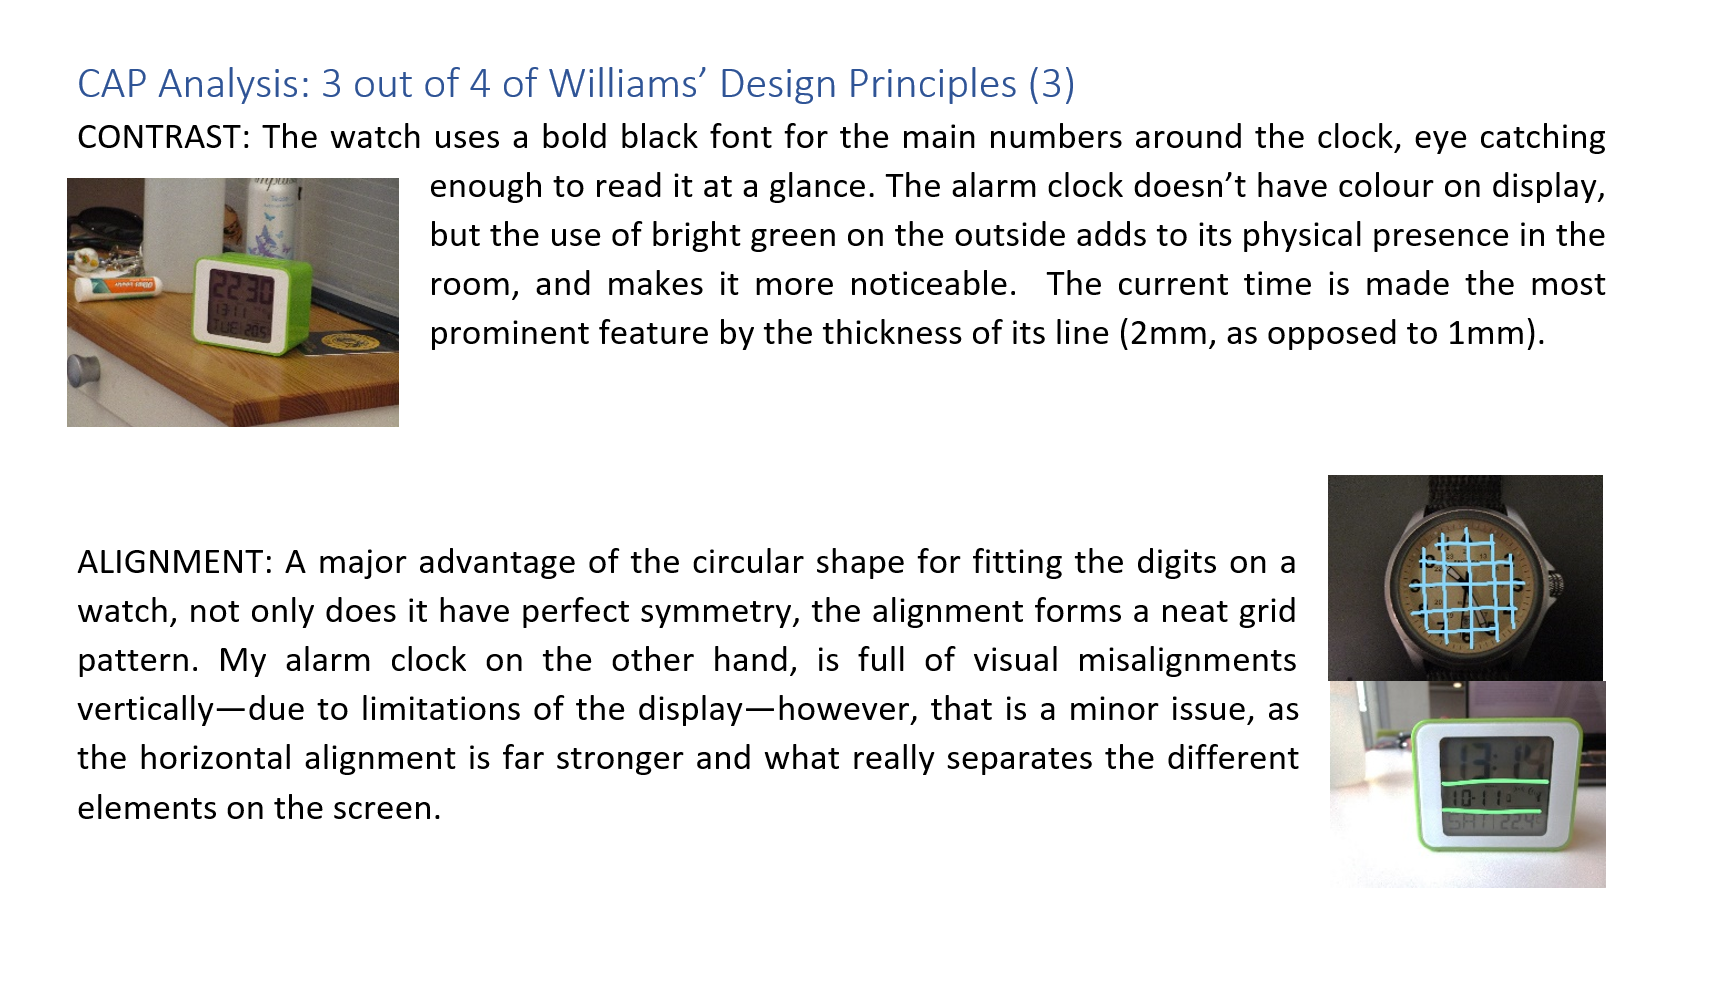 CAP Analysis: 3 out of 4 of Williams’ Design Principles (3)
CONTRAST: The watch uses a bold black font for the main numbers around the clock, eye catching
enough to read it at a glance. The alarm clock doesn’t have colour on display,
but the use of bright green on the outside adds to its physical presence in the
room, and makes it more noticeable.  The current time is made the most
prominent feature by the thickness of its line (2mm, as opposed to 1mm).
22 30
13 11
TUE 20.5
ALIGNMENT: A major advantage of the circular shape for fitting the digits on a
watch, not only does it have perfect symmetry, the alignment forms a neat grid
pattern. My alarm clock on the other hand, is full of visual misalignments
vertically—due to limitations of the display—however, that is a minor issue, as
the horizontal alignment is far stronger and what really separates the different
elements on the screen.
13:14
10-11
SAT 22.4